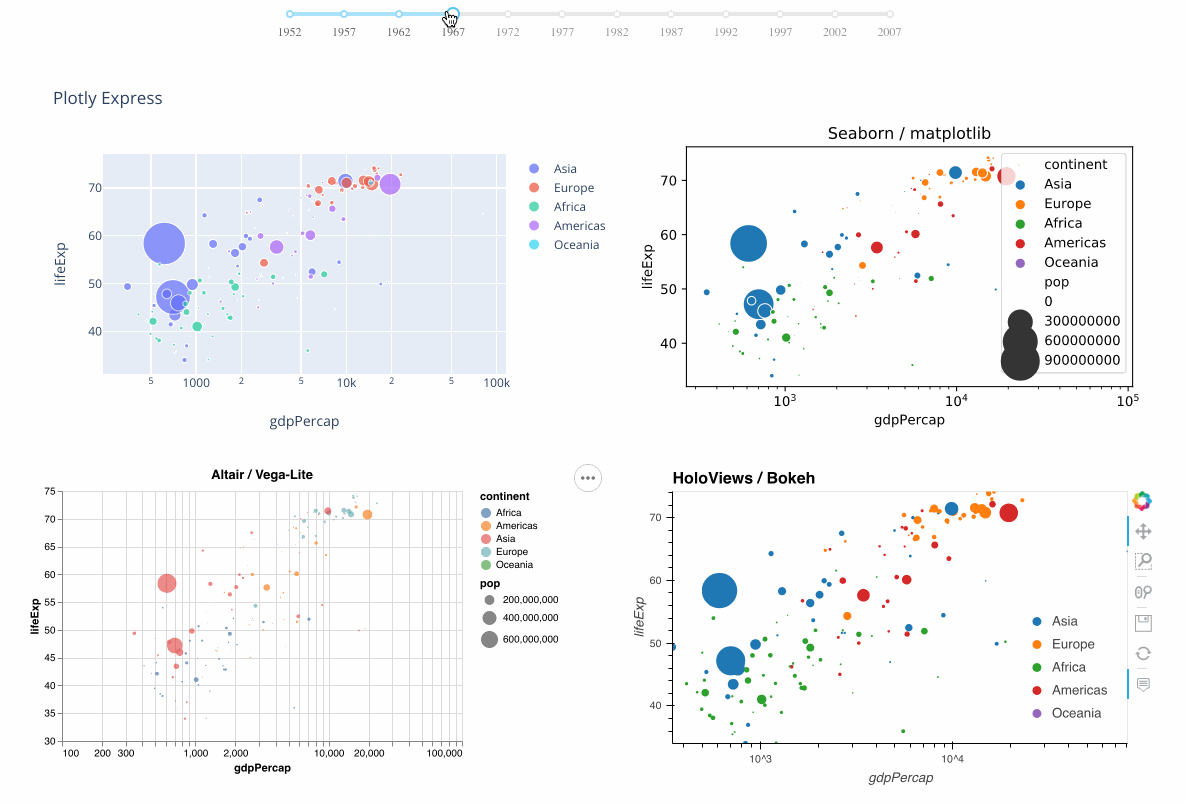 1952 1957 1962 1967 1972 1977 1982 1987 1992 1997 2002 2007
Plotly Express
70
60
50
40
lifeExp
5 1000 2 5 10k 2 5 100k
gdpPercap
Asia
Europe
Africa
Americas
Oceania
Seaborn / matplotlib
70
60
50
40
lifeExp
10³ 10⁴ 10⁵
gdpPercap
continent
Asia
Europe
Africa
Americas
Oceania
pop
0
300000000
600000000
900000000
Altair / Vega-Lite
75
70
65
60
55
50
45
40
35
30
lifeExp
100 200 300 1,000 2,000 10,000 20,000 100,000
gdpPercap
continent
Africa
Americas
Asia
Europe
Oceania
pop
200,000,000
400,000,000
600,000,000
HoloViews / Bokeh
70
60
50
40
lifeExp
10^3 10^4
gdpPercap
Asia
Europe
Africa
Americas
Oceania